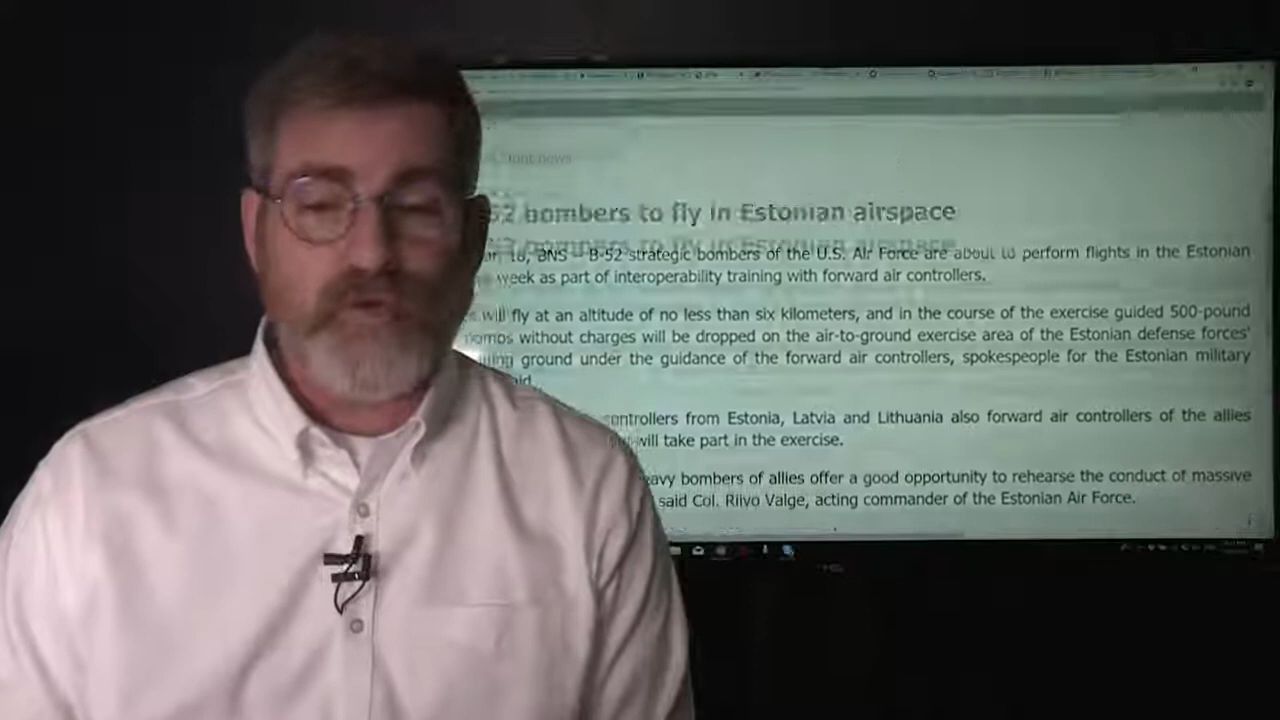 52 bombers to fly in Estonian airspace
BNS - B-52 strategic bombers of the U.S. Air Force are about to perform flights in the Estonian
week as part of interoperability training with forward air controllers.
will fly at an altitude of no less than six kilometers, and in the course of the exercise guided 500-pound
without charges will be dropped on the air-to-ground exercise area of the Estonian defense forces'
ground under the guidance of the forward air controllers, spokespeople for the Estonian military
controllers from Estonia, Latvia and Lithuania also forward air controllers of the allies
will take part in the exercise.
bombers of allies offer a good opportunity to rehearse the conduct of massive
said Col. Riivo Valge, acting commander of the Estonian Air Force.